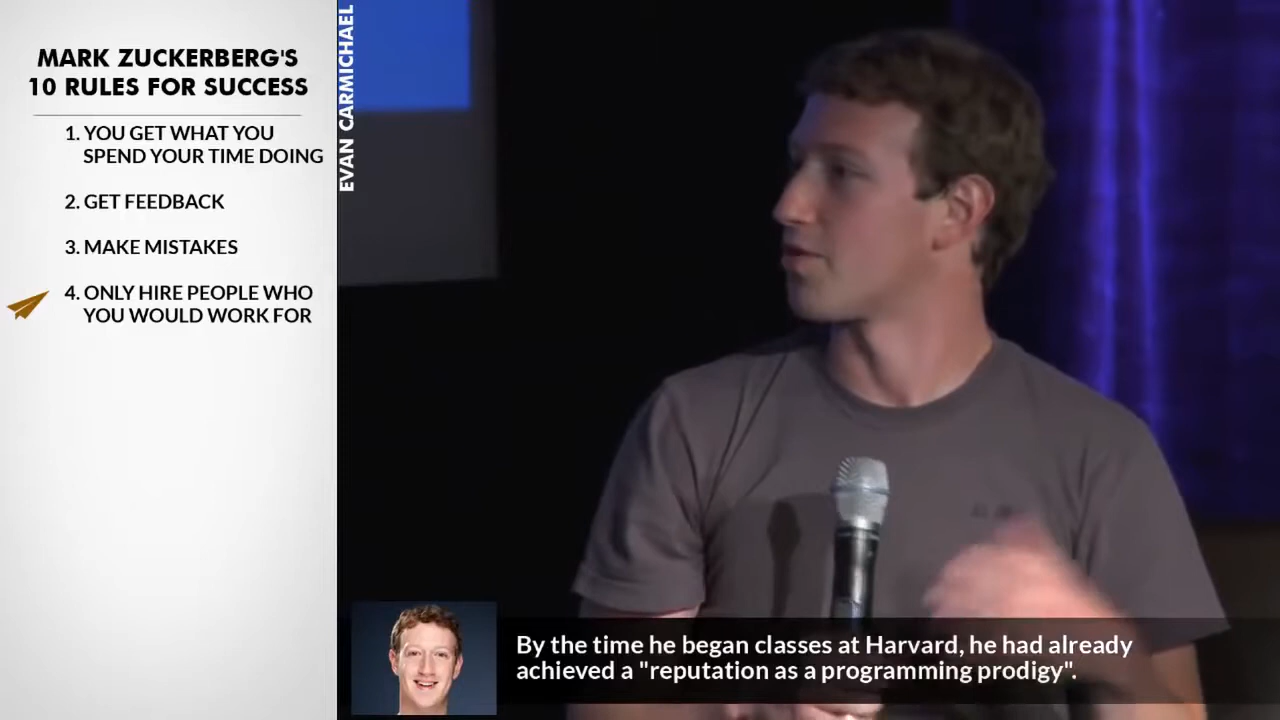 MARK ZUCKERBERG'S
10 RULES FOR SUCCESS
1. YOU GET WHAT YOU
SPEND YOUR TIME DOING
2. GET FEEDBACK
3. MAKE MISTAKES
4. ONLY HIRE PEOPLE WHO
YOU WOULD WORK FOR
EVAN CARMICHAEL
By the time he began classes at Harvard, he had already
achieved a "reputation as a programming prodigy".